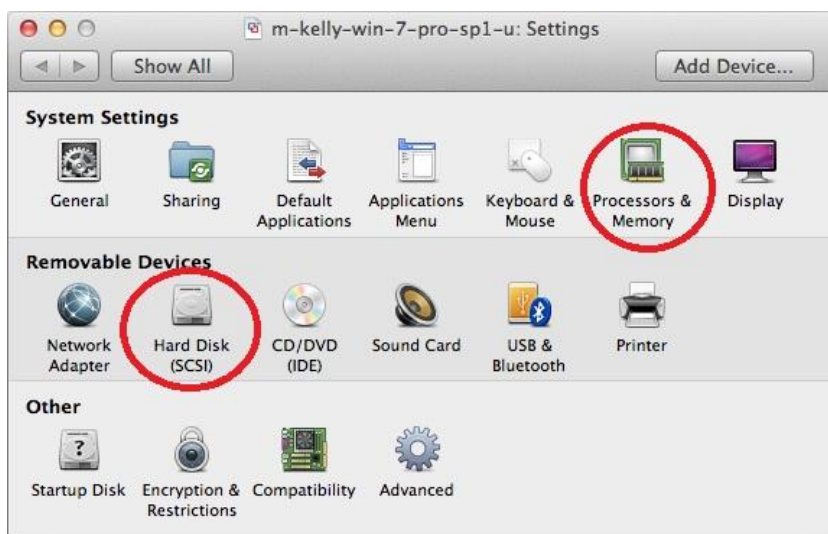 m-kelly-win-7-pro-sp1-u: Settings
Show All
Add Device...
System Settings
General
Sharing
Default
Applications
Applications
Menu
Keyboard &
Mouse
Processors &
Memory
Display
Removable Devices
Network
Adapter
Hard Disk
(SCSI)
CD/DVD
(IDE)
Sound Card
USB &
Bluetooth
Printer
Other
Startup Disk
Encryption &
Restrictions
Compatibility
Advanced